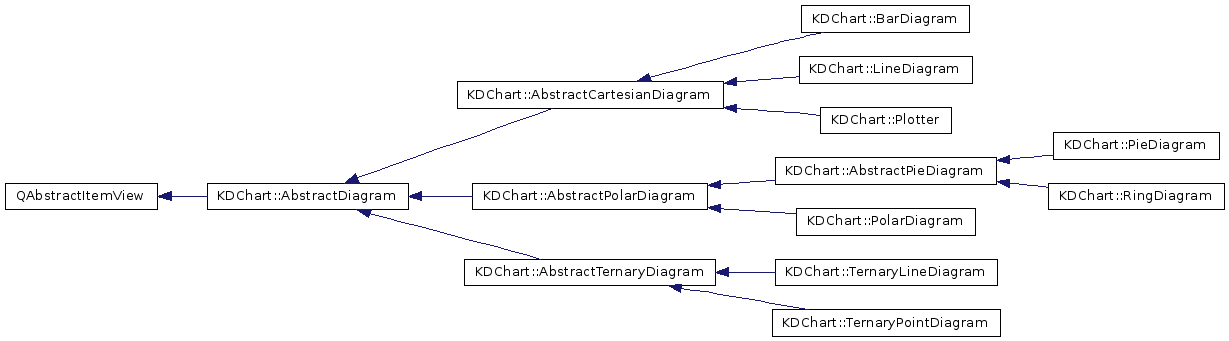 KDChart::BarDiagram
KDChart::LineDiagram
KDChart::AbstractCartesianDiagram
KDChart::Plotter
KDChart::PieDiagram
KDChart::AbstractPieDiagram
QAbstractItemView
KDChart::AbstractDiagram
KDChart::AbstractPolarDiagram
KDChart::RingDiagram
KDChart::PolarDiagram
KDChart::AbstractTernaryDiagram
KDChart::TernaryLineDiagram
KDChart::TernaryPointDiagram